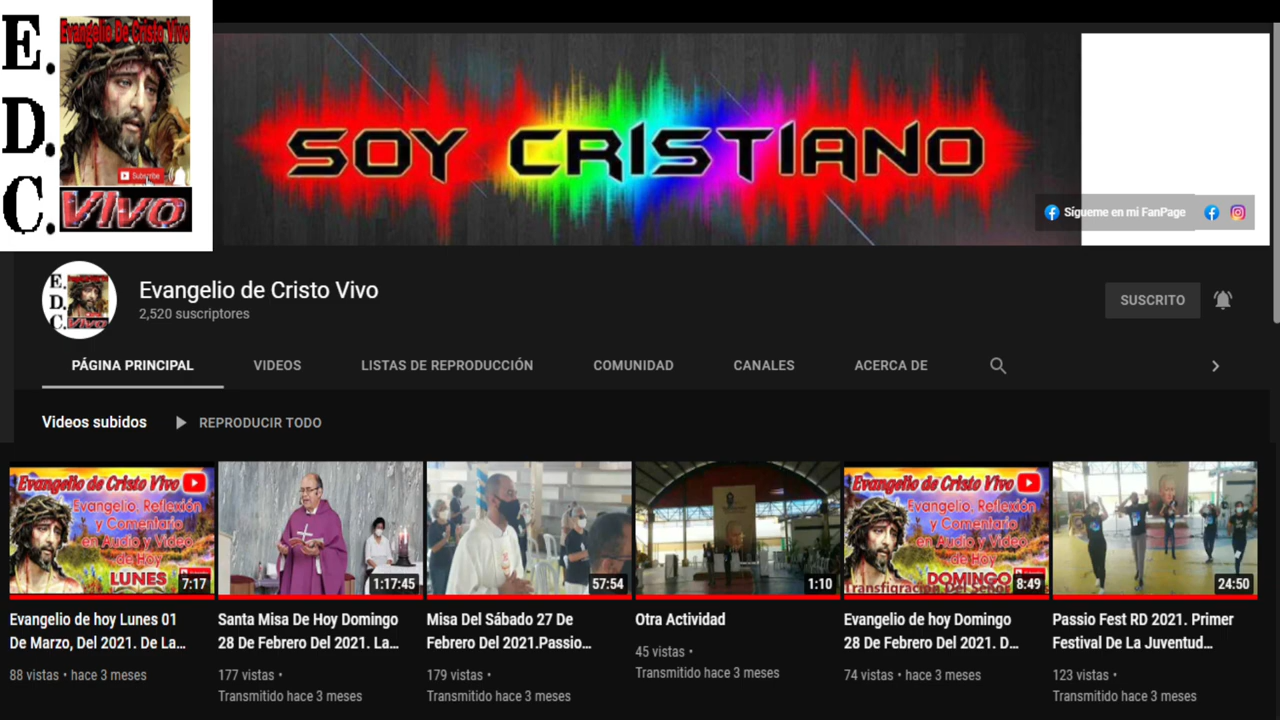 E.
D.
C.
Evangelio De Cristo Vivo
Subscribe
Vivo
SOY CRISTIANO
Sígueme en mi FanPage
E.
D.
C. Vivo
Evangelio de Cristo Vivo
2,520 suscriptores
SUSCRITO
PÁGINA PRINCIPAL VIDEOS LISTAS DE REPRODUCCIÓN COMUNIDAD CANALES ACERCA DE
Videos subidos REPRODUCIR TODO
Evangelio de Cristo Vivo
Evangelio, Reflexión
y Comentario
en Audio y Video
de Hoy
LUNES
7:17
Evangelio de hoy Lunes 01
De Marzo, Del 2021. De La...
88 vistas • hace 3 meses
1:17:45
Santa Misa De Hoy Domingo
28 De Febrero Del 2021. La...
177 vistas •
Transmitido hace 3 meses
57:54
Misa Del Sábado 27 De
Febrero Del 2021.Passio...
179 vistas •
Transmitido hace 3 meses
1:10
Otra Actividad
45 vistas •
Transmitido hace 3 meses
Evangelio de Cristo Vivo
Evangelio, Reflexión
y Comentario
en Audio y Video
de Hoy
DOMINGO
Transfigración Del Señor
8:49
Evangelio de hoy Domingo
28 De Febrero Del 2021. D...
74 vistas • hace 3 meses
24:50
Passio Fest RD 2021. Primer
Festival De La Juventud...
123 vistas •
Transmitido hace 3 meses